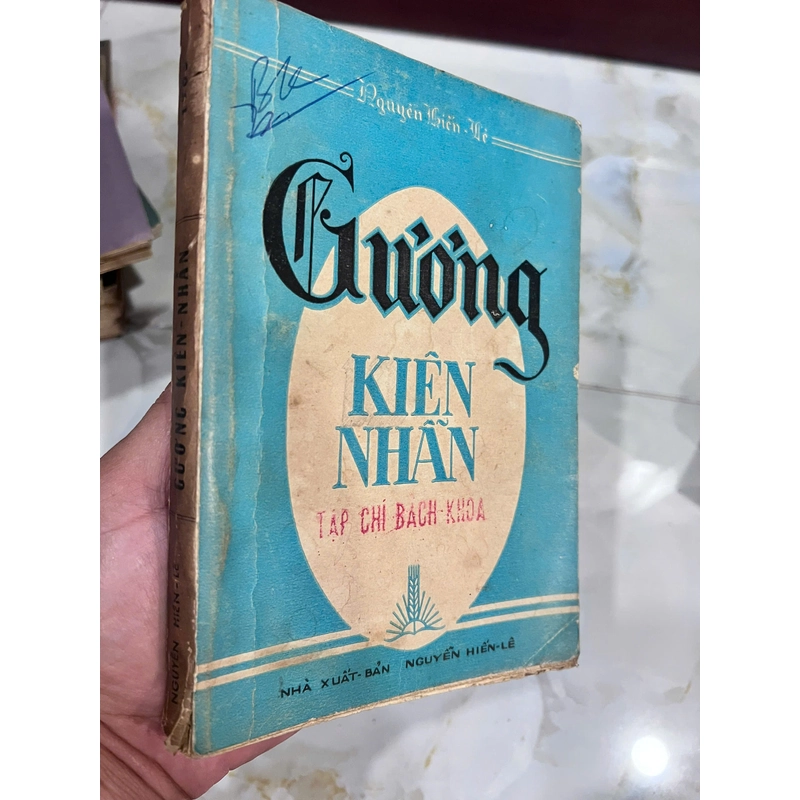 Nguyễn Hiến-Lê
Gương
KIÊN
NHẪN
TẠP CHÍ BÁCH-KHOA
NHÀ XUẤT-BẢN NGUYỄN HIẾN-LÊ
GƯƠNG KIÊN-NHẪN
NGUYỄN HIẾN-LÊ